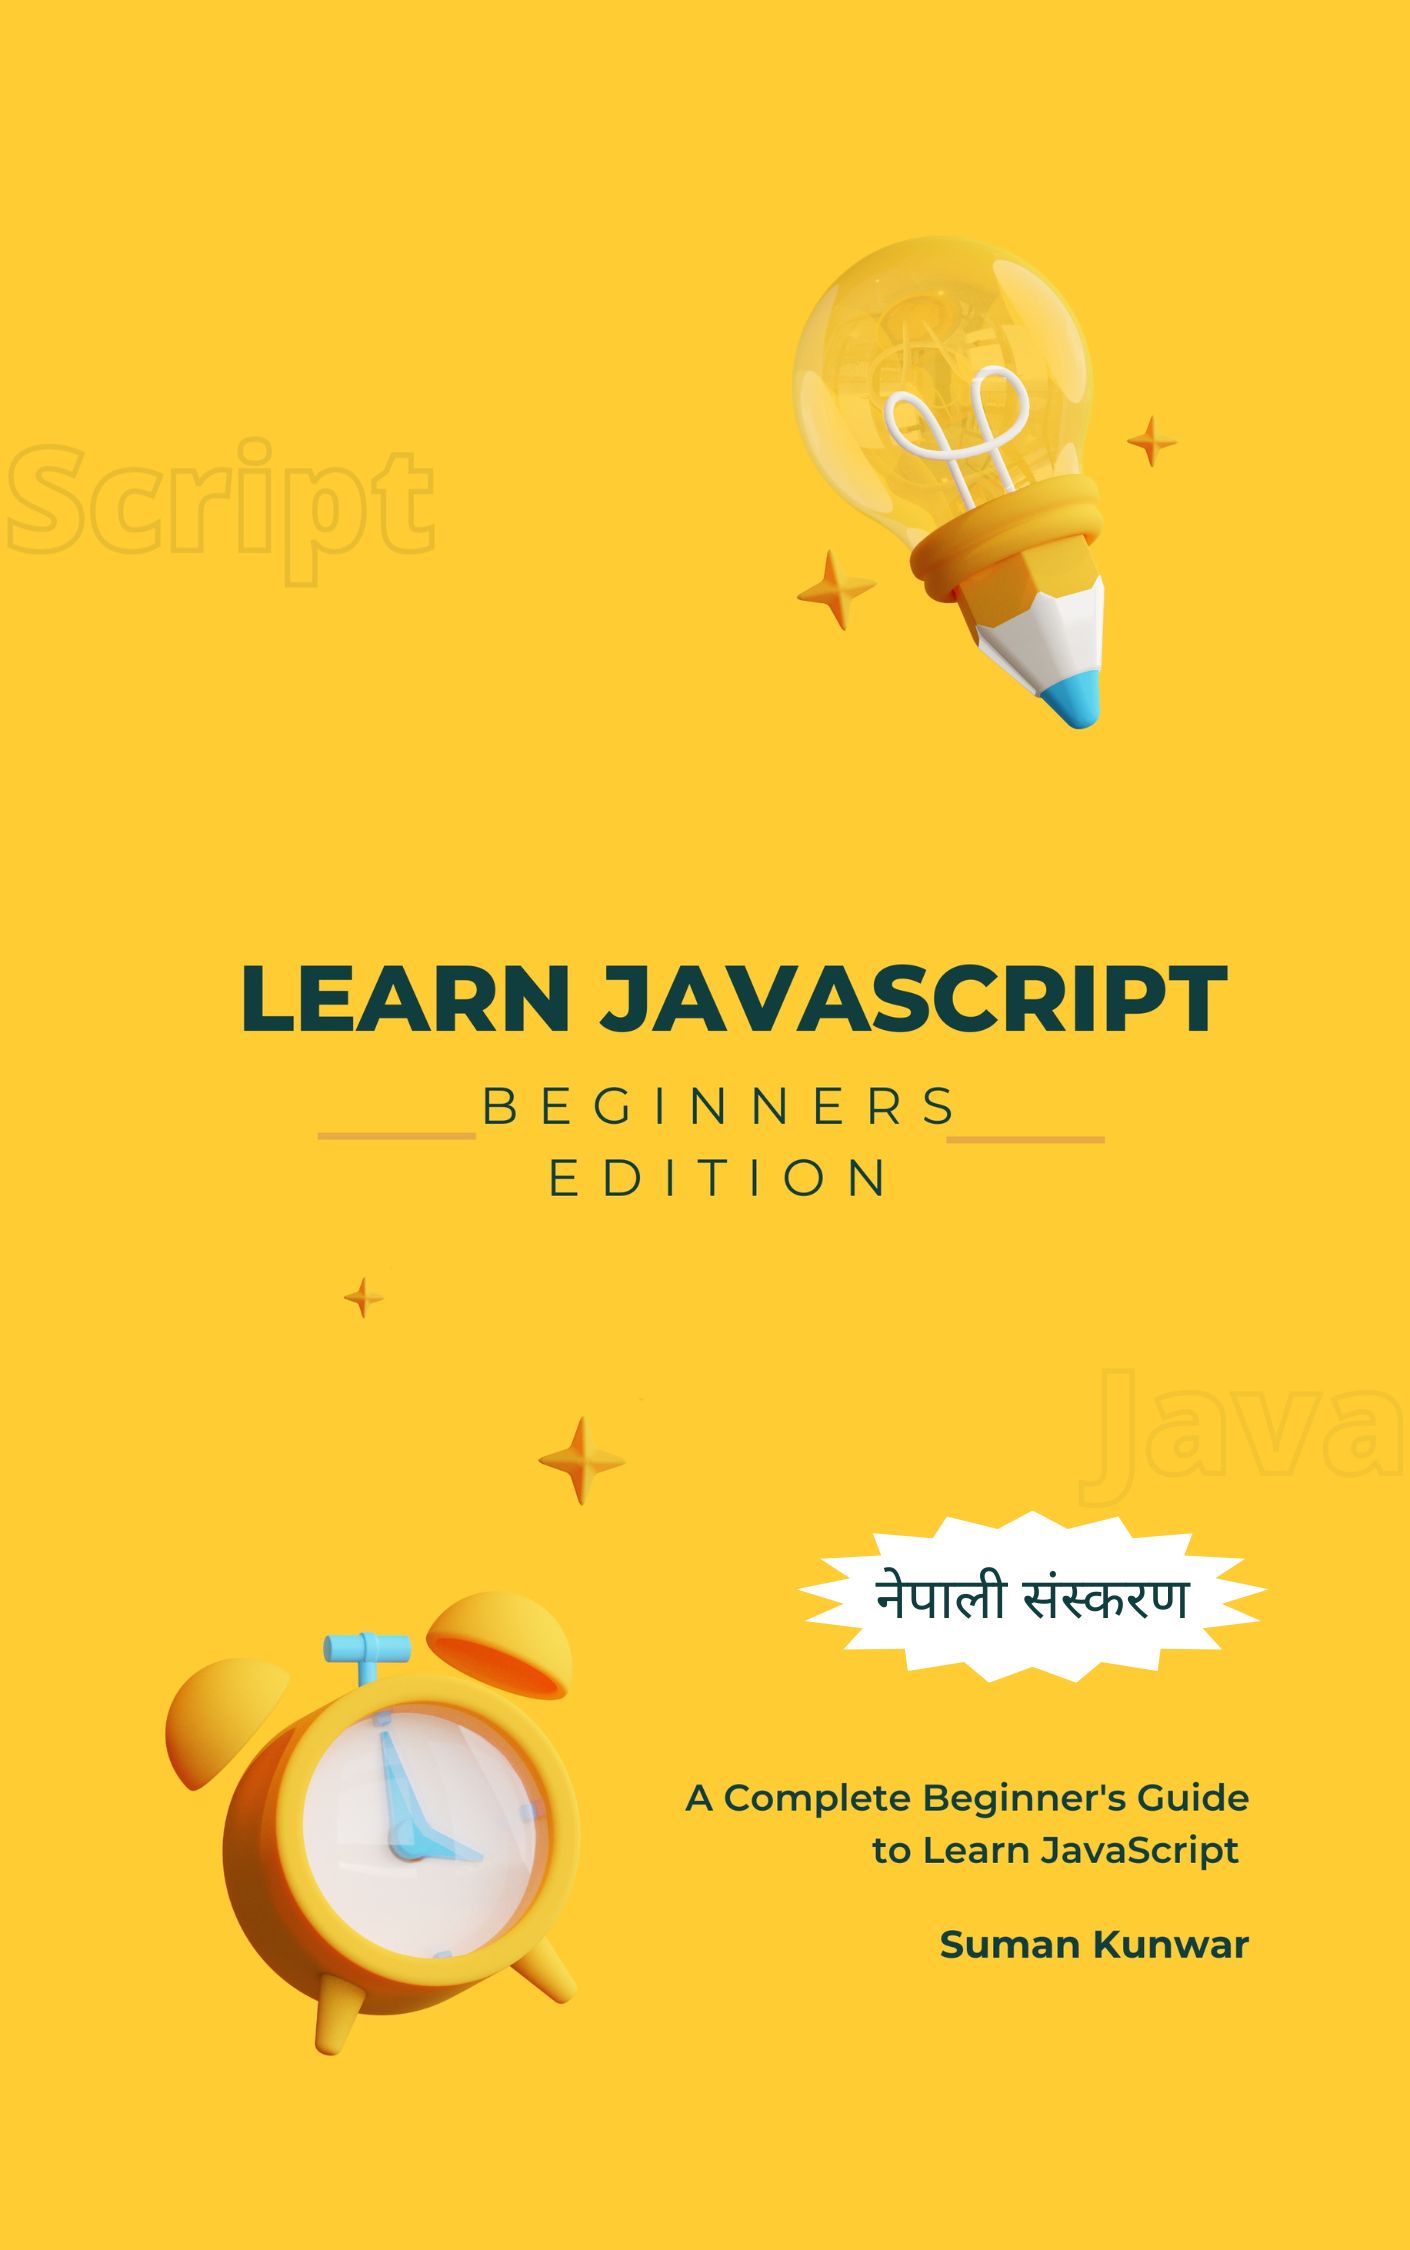 Script
LEARN JAVASCRIPT
BEGINNERS
EDITION
Java
नेपाली संस्करण
A Complete Beginner's Guide
to Learn JavaScript
Suman Kunwar